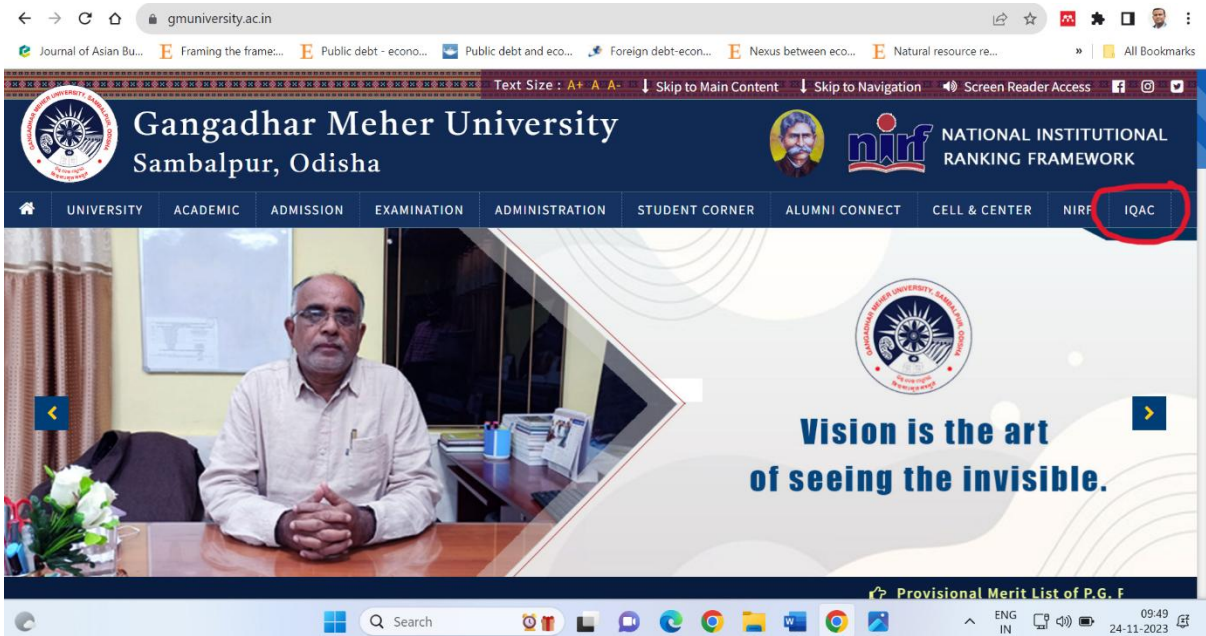 gmuniversity.ac.in
Journal of Asian Bu...
Framing the frame:...
Public debt - econo...
Public debt and eco...
Foreign debt-econ...
Nexus between eco...
Natural resource re...
»
All Bookmarks
Text Size : A+ A A-
Skip to Main Content
Skip to Navigation
Screen Reader Access
Gangadhar Meher University
Sambalpur, Odisha
nirf
NATIONAL INSTITUTIONAL
RANKING FRAMEWORK
UNIVERSITY
ACADEMIC
ADMISSION
EXAMINATION
ADMINISTRATION
STUDENT CORNER
ALUMNI CONNECT
CELL & CENTER
NIRF
IQAC
GANGADHAR MEHER UNIVERSITY, SAMBALPUR, ODISHA
Vision is the art
of seeing the invisible.
Provisional Merit List of P.G. F
Search
ENG
IN
09:49
24-11-2023